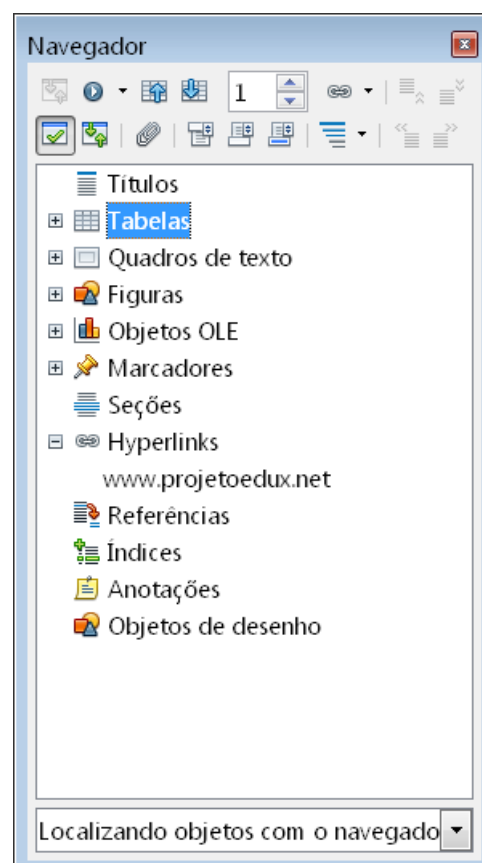 Navegador
1
Títulos
Tabelas
Quadros de texto
Figuras
Objetos OLE
Marcadores
Seções
Hyperlinks
www.projetoedux.net
Referências
Índices
Anotações
Objetos de desenho
Localizando objetos com o navegado